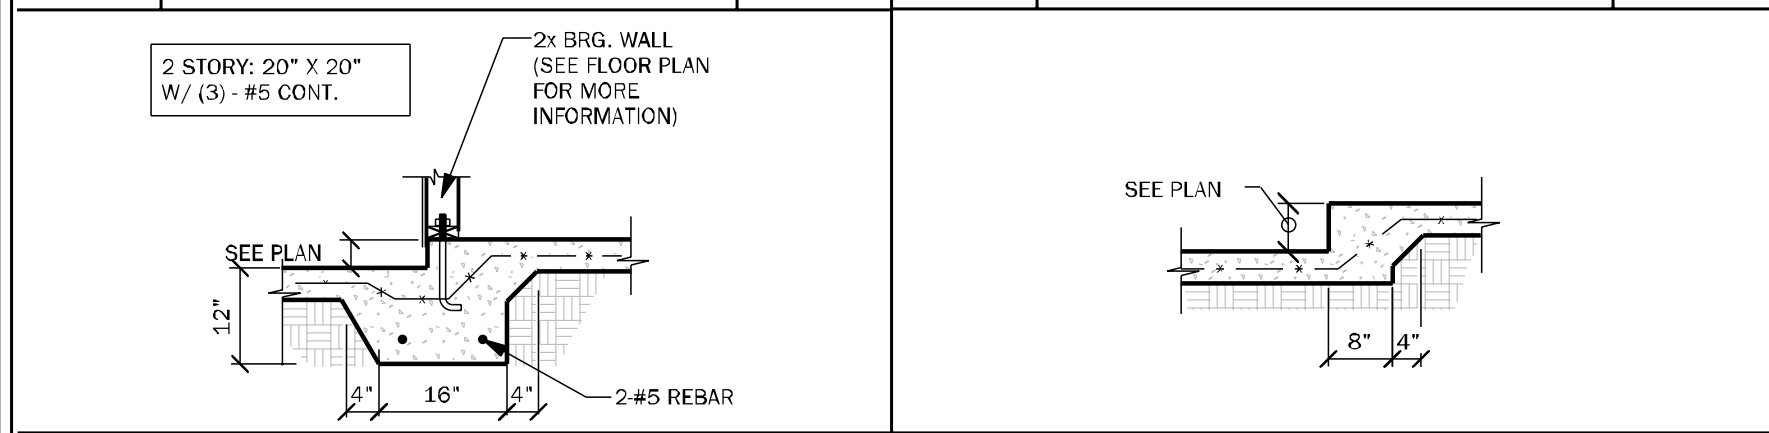 2 STORY: 20" X 20"
W/ (3) - #5 CONT.
2x BRG. WALL
(SEE FLOOR PLAN
FOR MORE
INFORMATION)
SEE PLAN
12"
4"
16"
4"
2-#5 REBAR
SEE PLAN
8"
4"